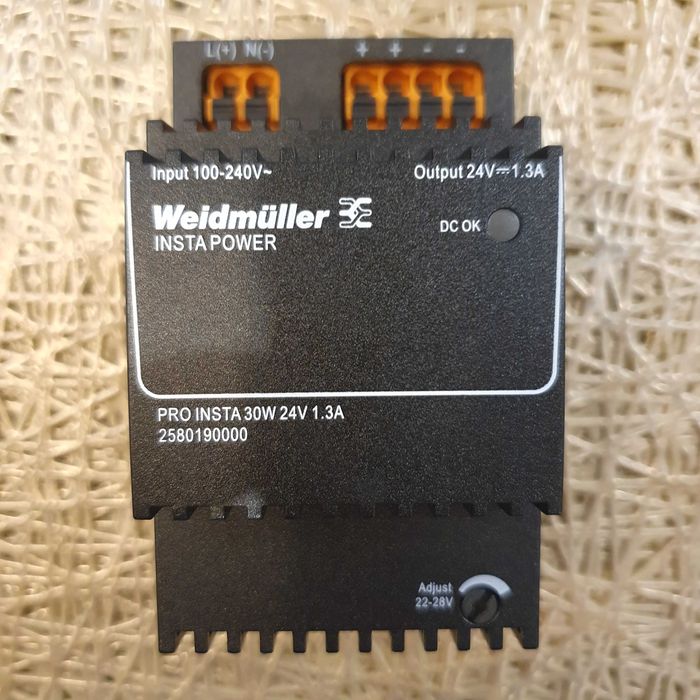 L(+) N(-) + + - -
Input 100-240V~ Output 24V⎓1.3A
Weidmüller
INSTA POWER
DC OK
PRO INSTA 30W 24V 1.3A
2580190000
Adjust
22-28V